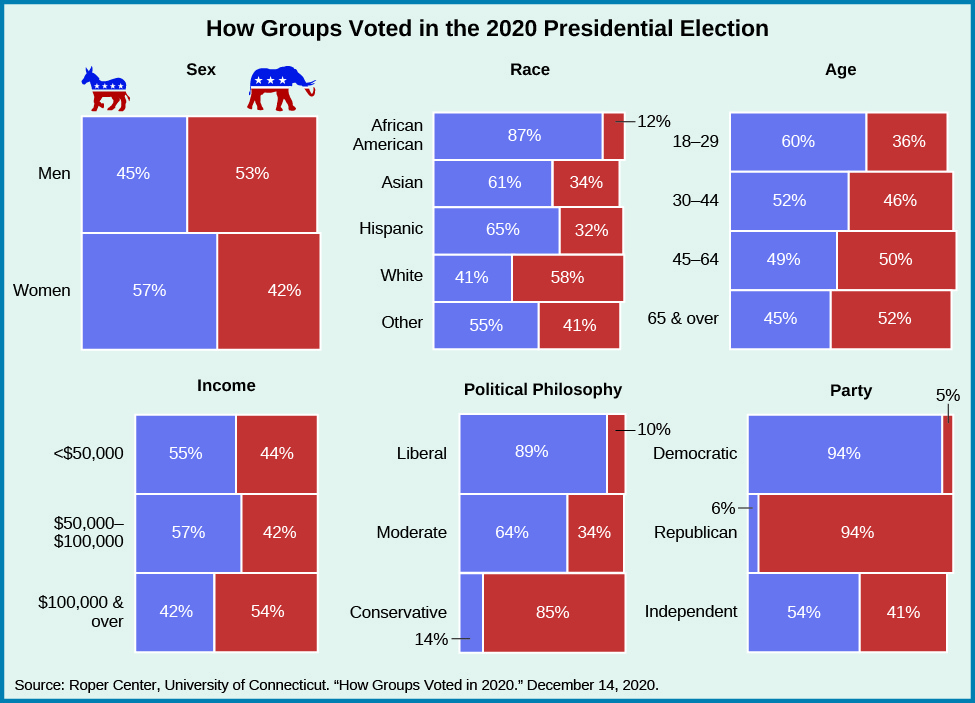 How Groups Voted in the 2020 Presidential Election
Sex
Men
45%
53%
Women
57%
42%
Race
African
American
87%
12%
Asian
61%
34%
Hispanic
65%
32%
White
41%
58%
Other
55%
41%
Age
18–29
60%
36%
30–44
52%
46%
45–64
49%
50%
65 & over
45%
52%
Income
<$50,000
55%
44%
$50,000–
$100,000
57%
42%
$100,000 &
over
42%
54%
Political Philosophy
Liberal
89%
10%
Moderate
64%
34%
Conservative
14%
85%
Party
Democratic
94%
5%
Republican
6%
94%
Independent
54%
41%
Source: Roper Center, University of Connecticut. “How Groups Voted in 2020.” December 14, 2020.